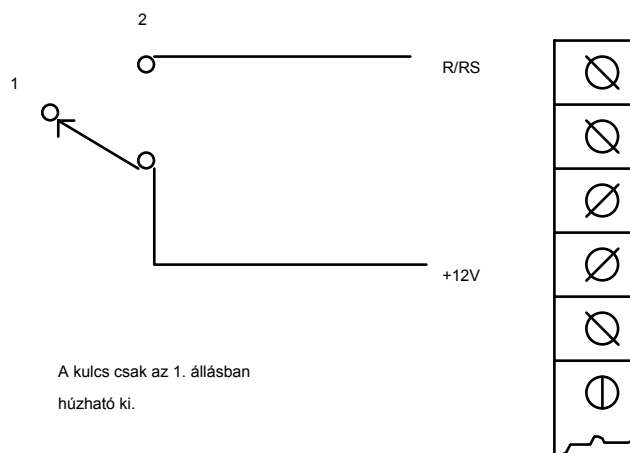 2
R/RS
1
+12V
A kulcs csak az 1. állásban
húzható ki.